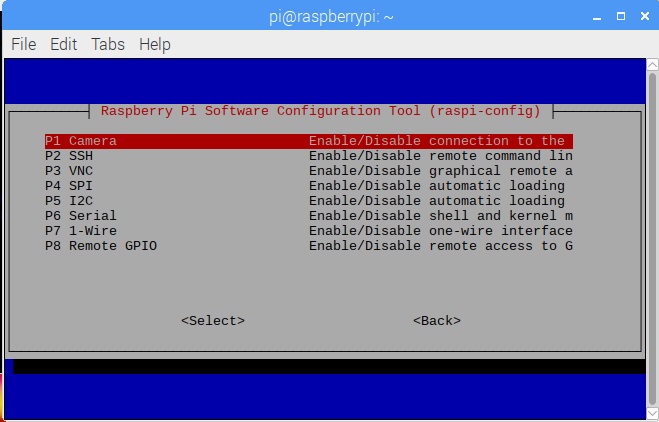 pi@raspberrypi: ~
File Edit Tabs Help
Raspberry Pi Software Configuration Tool (raspi-config)
P1 Camera Enable/Disable connection to the
P2 SSH Enable/Disable remote command lin
P3 VNC Enable/Disable graphical remote a
P4 SPI Enable/Disable automatic loading
P5 I2C Enable/Disable automatic loading
P6 Serial Enable/Disable shell and kernel m
P7 1-Wire Enable/Disable one-wire interface
P8 Remote GPIO Enable/Disable remote access to G
<Select> <Back>